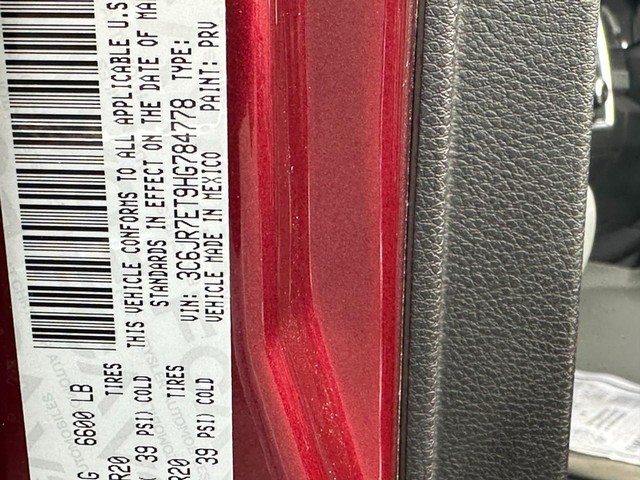 G 6600 LB
R20 TIRES
39 PSI) COLD
R20 TIRES
39 PSI) COLD
THIS VEHICLE CONFORMS TO ALL APPLICABLE U.S
STANDARDS IN EFFECT ON THE DATE OF MA
VIN: 3C6JR7ET9HG784778 TYPE:
VEHICLE MADE IN MEXICO PAINT: PRV